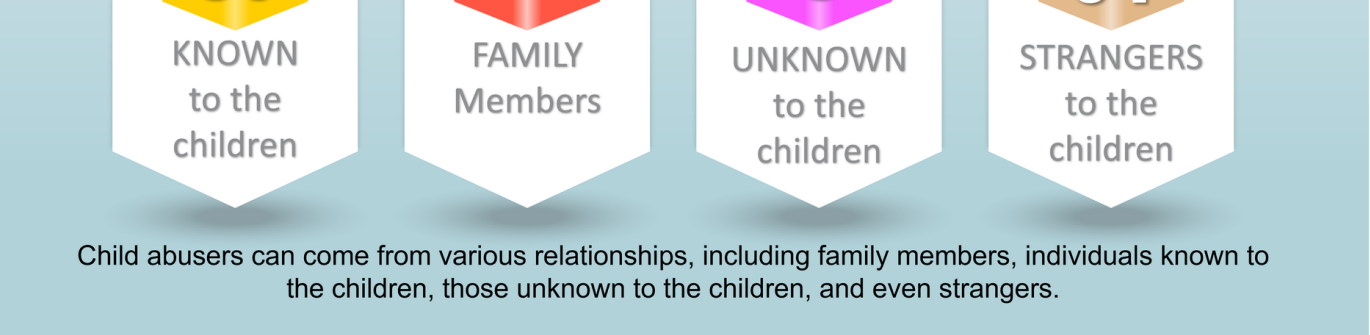 KNOWN
to the
children
FAMILY
Members
UNKNOWN
to the
children
STRANGERS
to the
children
Child abusers can come from various relationships, including family members, individuals known to
the children, those unknown to the children, and even strangers.